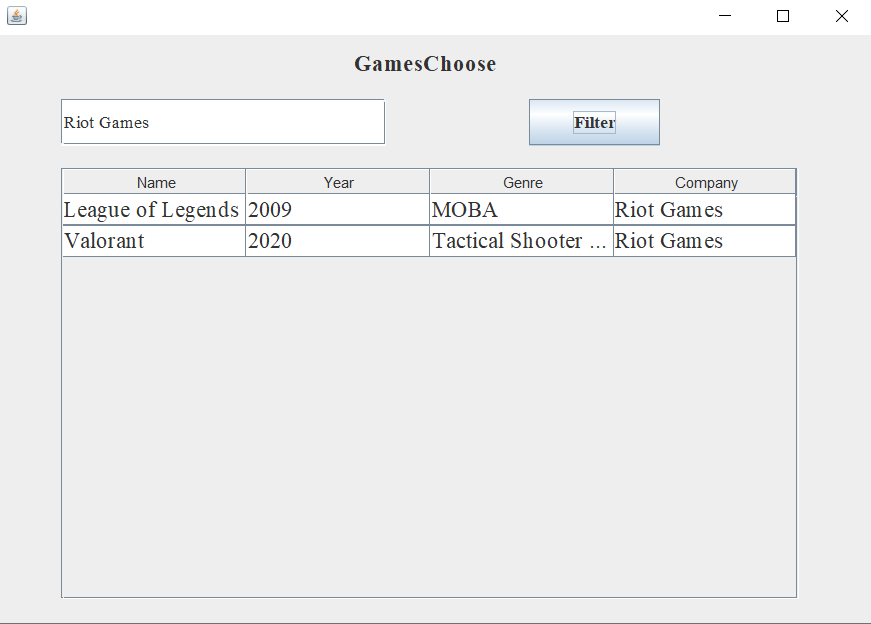 GamesChoose
Riot Games Filter
Name Year Genre Company
League of Legends 2009 MOBA Riot Games
Valorant 2020 Tactical Shooter ... Riot Games